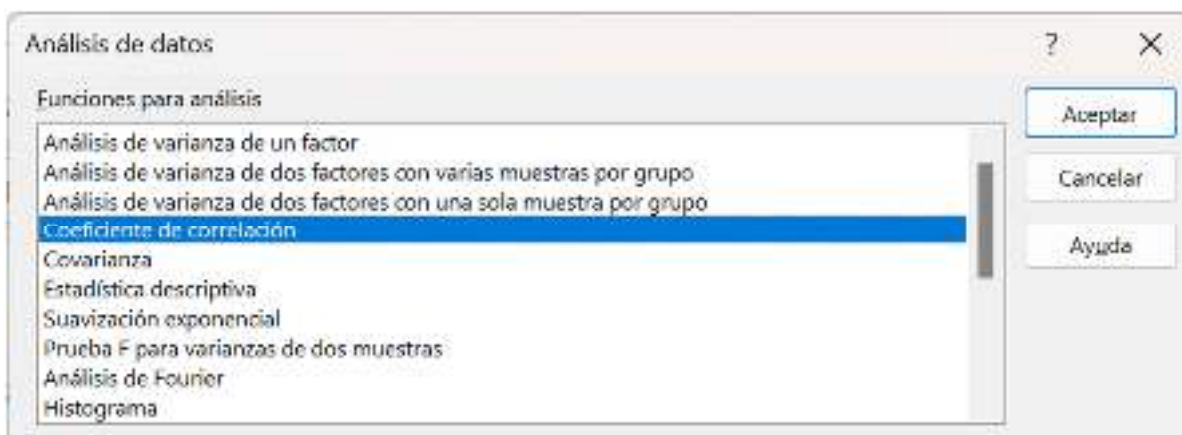 Análisis de datos ? X
Funciones para análisis
Análisis de varianza de un factor
Análisis de varianza de dos factores con varias muestras por grupo
Análisis de varianza de dos factores con una sola muestra por grupo
Coeficiente de correlación
Covarianza
Estadística descriptiva
Suavización exponencial
Prueba F para varianzas de dos muestras
Análisis de Fourier
Histograma
Aceptar
Cancelar
Ayuda